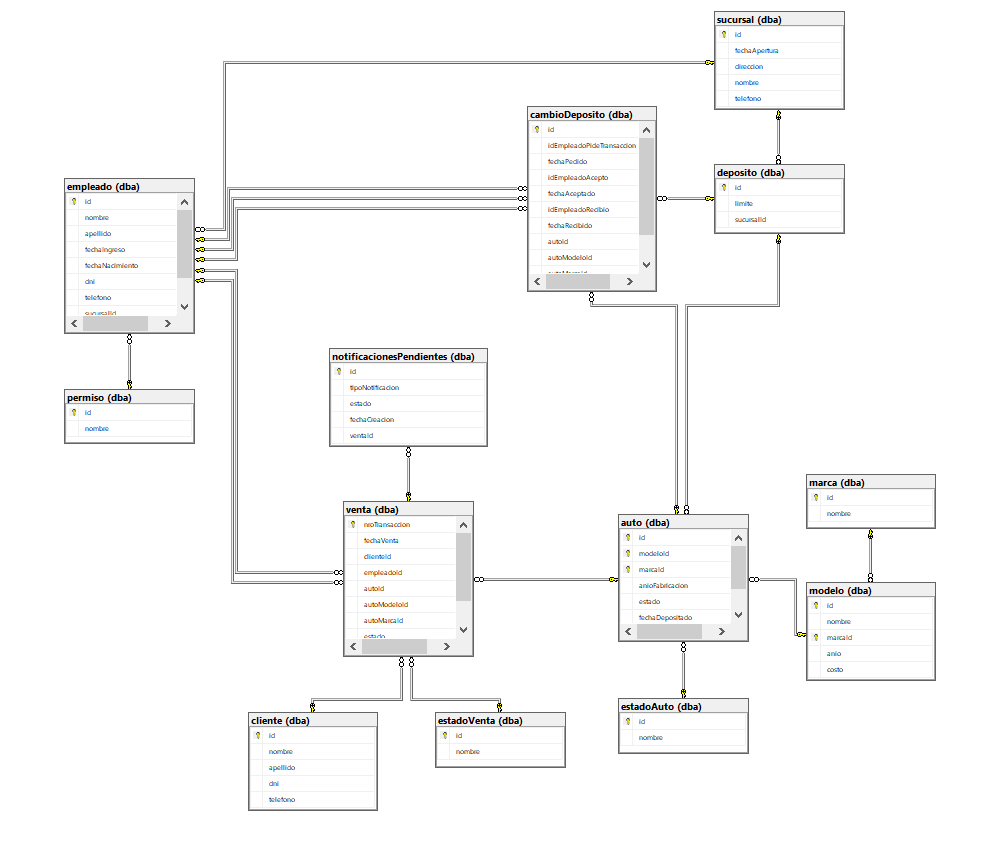 sucursal (dba)
id
fechaApertura
direccion
nombre
telefono
cambioDeposito (dba)
id
idEmpleadoPideTransaccion
fechaPedido
idEmpleadoAcepto
fechaAceptado
idEmpleadoRecibio
fechaRecibido
autoId
autoModeloId
autoMarcaId
deposito (dba)
id
limite
sucursalId
empleado (dba)
id
nombre
apellido
fechaIngreso
fechaNacimiento
dni
telefono
sucursalId
permiso (dba)
id
nombre
notificacionesPendientes (dba)
id
tipoNotificacion
estado
fechaCreacion
ventaId
venta (dba)
nroTransaccion
fechaVenta
clienteId
empleadoId
autoId
autoModeloId
autoMarcaId
estado
auto (dba)
id
modeloId
marcaId
anioFabricacion
estado
fechaDepositado
marca (dba)
id
nombre
modelo (dba)
id
nombre
marcaId
anio
costo
cliente (dba)
id
nombre
apellido
dni
telefono
estadoVenta (dba)
id
nombre
estadoAuto (dba)
id
nombre